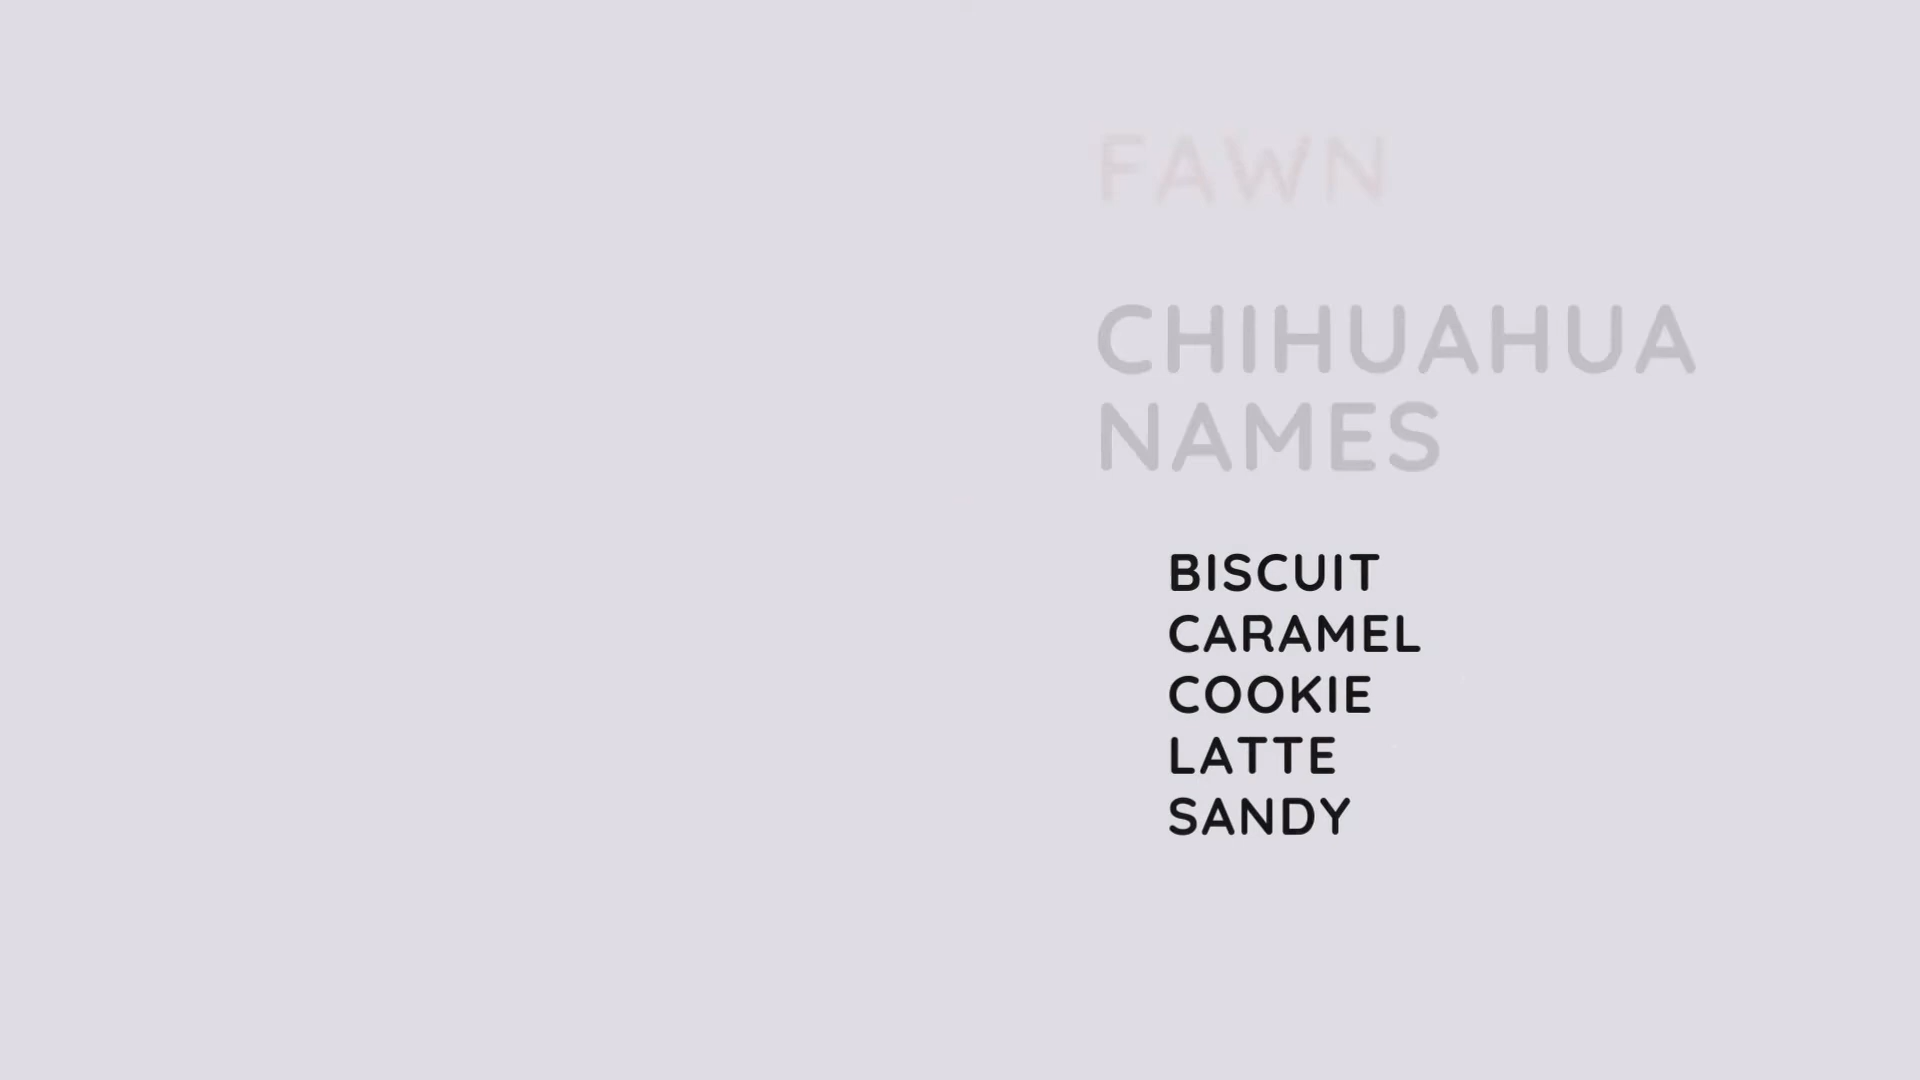 FAWN
CHIHUAHUA
NAMES
BISCUIT
CARAMEL
COOKIE
LATTE
SANDY